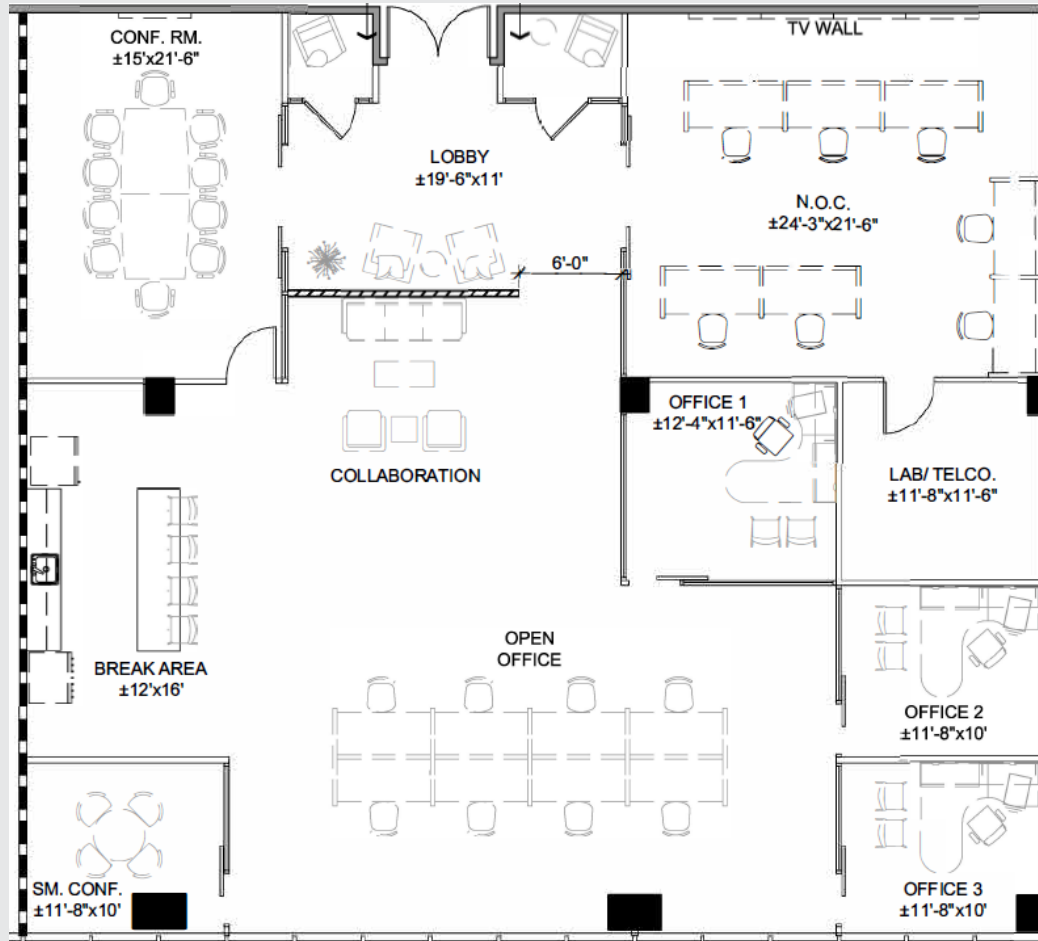 CONF. RM.
±15'x21'-6"
TV WALL
LOBBY
±19'-6"x11'
N.O.C.
±24'-3"x21'-6"
6'-0"
OFFICE 1
±12'-4"x11'-6"
COLLABORATION
LAB/ TELCO.
±11'-8"x11'-6"
OPEN
OFFICE
BREAK AREA
±12'x16'
OFFICE 2
±11'-8"x10'
SM. CONF.
±11'-8"x10'
OFFICE 3
±11'-8"x10'